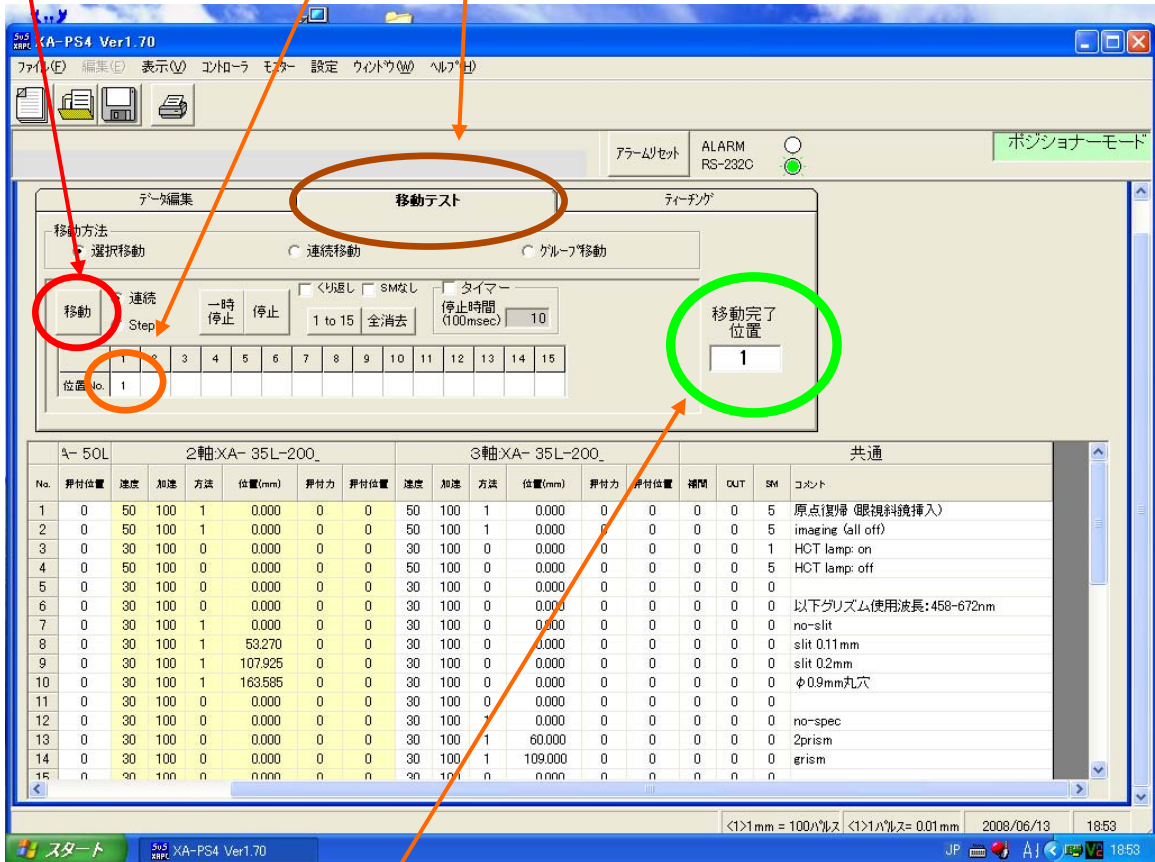 XA-PS4 Ver1.70
ファイル(F) 編集(E) 表示(V) コントローラ モニター 設定 ウィンドウ(W) ヘルプ(H)
アラームリセット ALARM ポジショナーモード
RS-232C
データ編集 移動テスト ティーチング
移動方法
選択移動 連続移動 グループ移動
移動 連続 一時停止 停止 くり返し SMなし タイマー
Step 1 to 15 全消去 停止時間(100msec) 10
移動完了位置
1
1 2 3 4 5 6 7 8 9 10 11 12 13 14 15
位置No. 1
A- 50L 2軸:XA- 35L-200_ 3軸:XA- 35L-200_ 共通
No. 押付位置 速度 加速 方法 位置(mm) 押付力 押付位置 速度 加速 方法 位置(mm) 押付力 押付位置 補間 OUT SM コメント
1 0 50 100 1 0.000 0 0 50 100 1 0.000 0 0 0 0 5 原点復帰 (眼視斜鏡挿入)
2 0 50 100 1 0.000 0 0 50 100 1 0.000 0 0 0 0 5 imaging (all off)
3 0 30 100 0 0.000 0 0 30 100 0 0.000 0 0 0 0 1 HCT lamp: on
4 0 50 100 0 0.000 0 0 50 100 0 0.000 0 0 0 0 5 HCT lamp: off
5 0 30 100 0 0.000 0 0 30 100 0 0.000 0 0 0 0 0
6 0 30 100 0 0.000 0 0 30 100 0 0.000 0 0 0 0 0 以下グリズム使用波長:458-672nm
7 0 30 100 1 0.000 0 0 30 100 0 0.000 0 0 0 0 0 no-slit
8 0 30 100 1 53.270 0 0 30 100 0 0.000 0 0 0 0 0 slit 0.11mm
9 0 30 100 1 107.925 0 0 30 100 0 0.000 0 0 0 0 0 slit 0.2mm
10 0 30 100 1 163.585 0 0 30 100 0 0.000 0 0 0 0 0 φ0.9mm丸穴
11 0 30 100 0 0.000 0 0 30 100 0 0.000 0 0 0 0 0
12 0 30 100 0 0.000 0 0 30 100 1 0.000 0 0 0 0 0 no-spec
13 0 30 100 0 0.000 0 0 30 100 1 60.000 0 0 0 0 0 2prism
14 0 30 100 0 0.000 0 0 30 100 1 109.000 0 0 0 0 0 grism
15 0 30 100 0 0.000 0 0 30 100 0 0.000 0 0 0 0 0
<1>1mm = 100パルス <1>1パルス= 0.01mm 2008/06/13 18:53
スタート XA-PS4 Ver1.70 JP 18:53